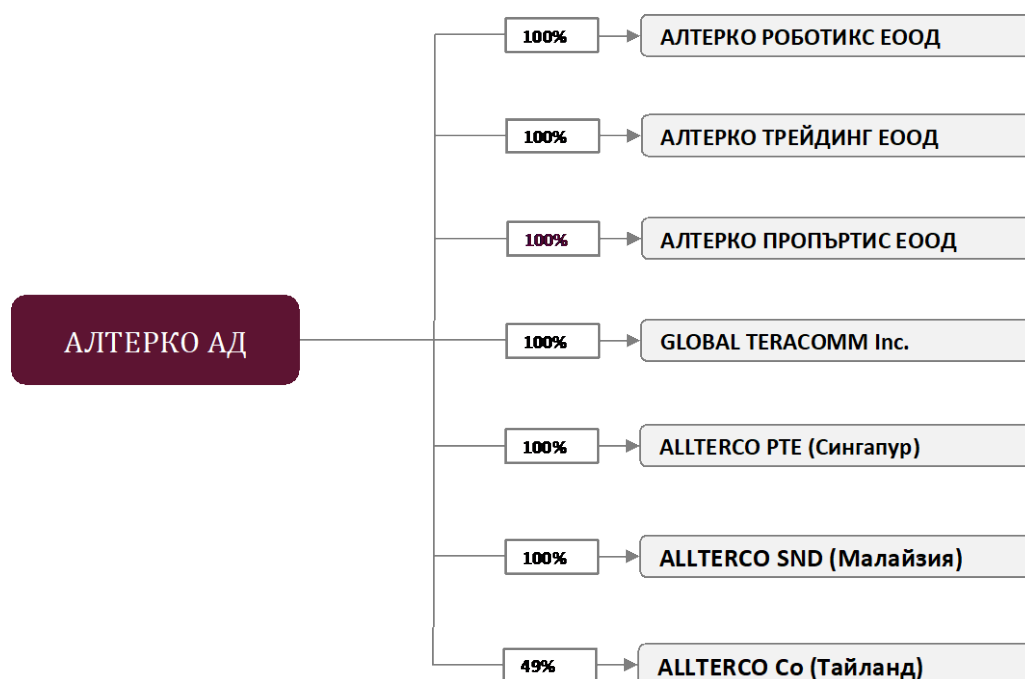 100% АЛТЕРКО РОБОТИКС ЕООД
100% АЛТЕРКО ТРЕЙДИНГ ЕООД
100% АЛТЕРКО ПРОПЪРТИС ЕООД
АЛТЕРКО АД
100% GLOBAL TERACOMM Inc.
100% ALLTERCO PTE (Сингапур)
100% ALLTERCO SND (Малайзия)
49% ALLTERCO Co (Тайланд)